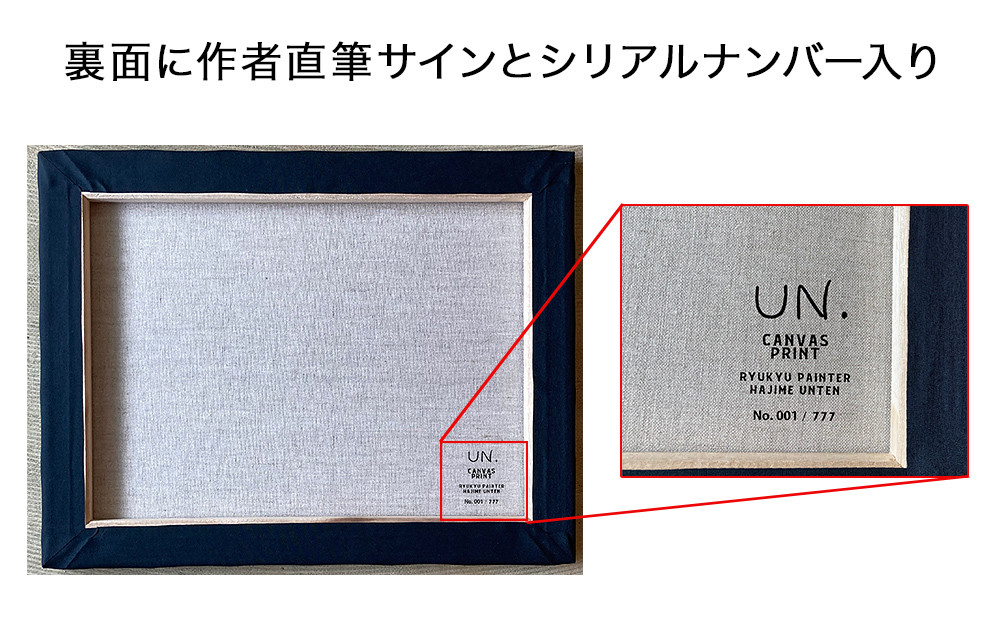 裏面に作者直筆サインとシリアルナンバー入り
UN.
CANVAS
PRINT
RYUKYU PAINTER
HAJIME UNTEN
No. 001 / 777
UN.
CANVAS
PRINT
RYUKYU PAINTER
HAJIME UNTEN
No. 001 / 777